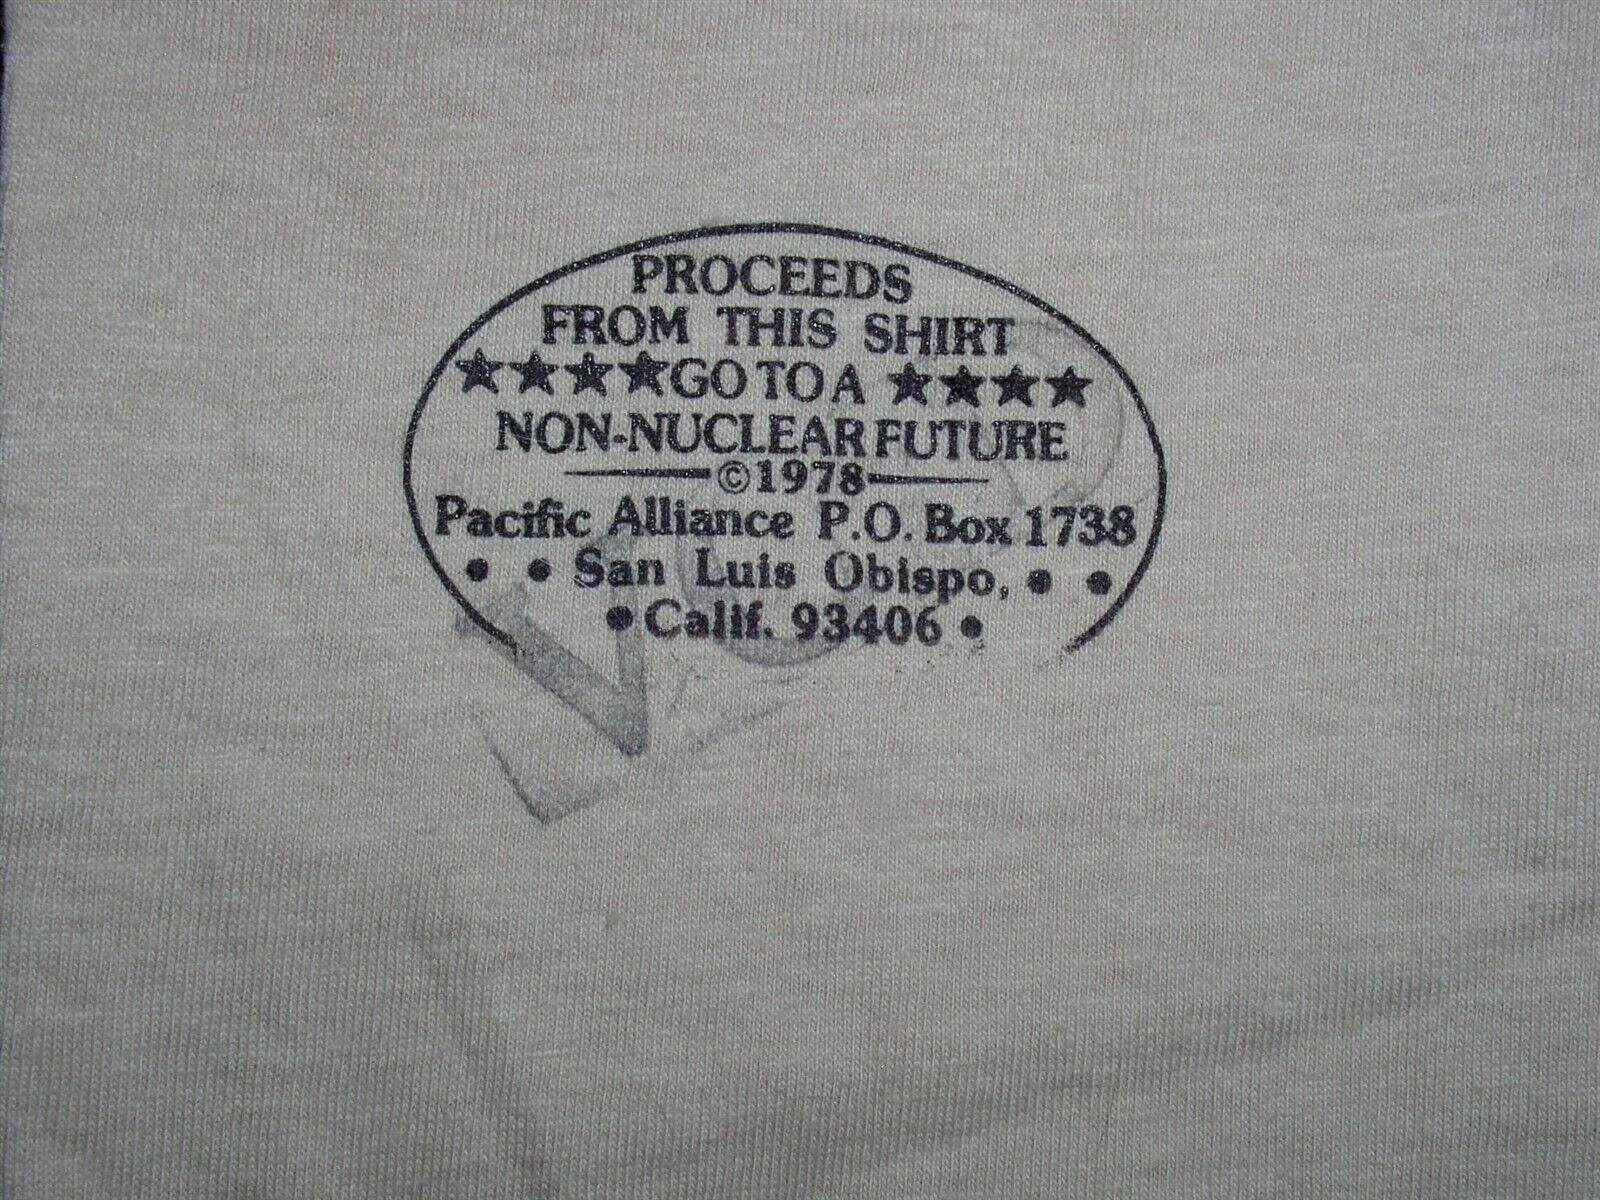 PROCEEDS
FROM THIS SHIRT
★★★★GO TO A ★★★★
NON-NUCLEAR FUTURE
©1978
Pacific Alliance P.O. Box 1738
• • San Luis Obispo, • •
• Calif. 93406 •